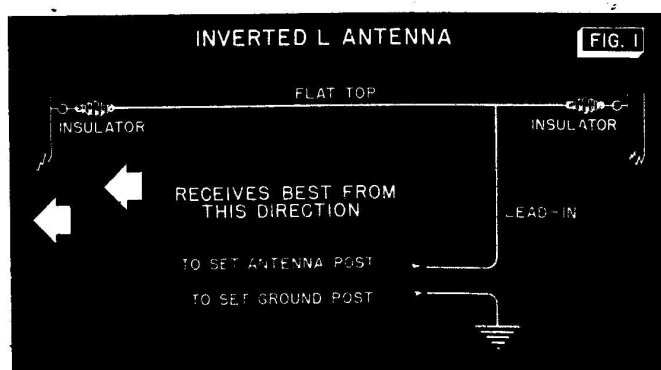 INVERTED L ANTENNA
FIG. 1
FLAT TOP
INSULATOR
INSULATOR
RECEIVES BEST FROM
THIS DIRECTION
LEAD-IN
TO SET ANTENNA POST
TO SET GROUND POST